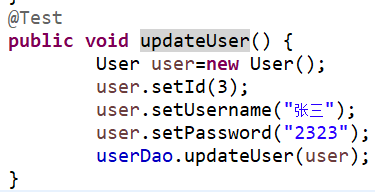 @Test
public void updateUser() {
User user=new User();
user.setId(3);
user.setUsername("张三");
user.setPassword("2323");
userDao.updateUser(user);
}